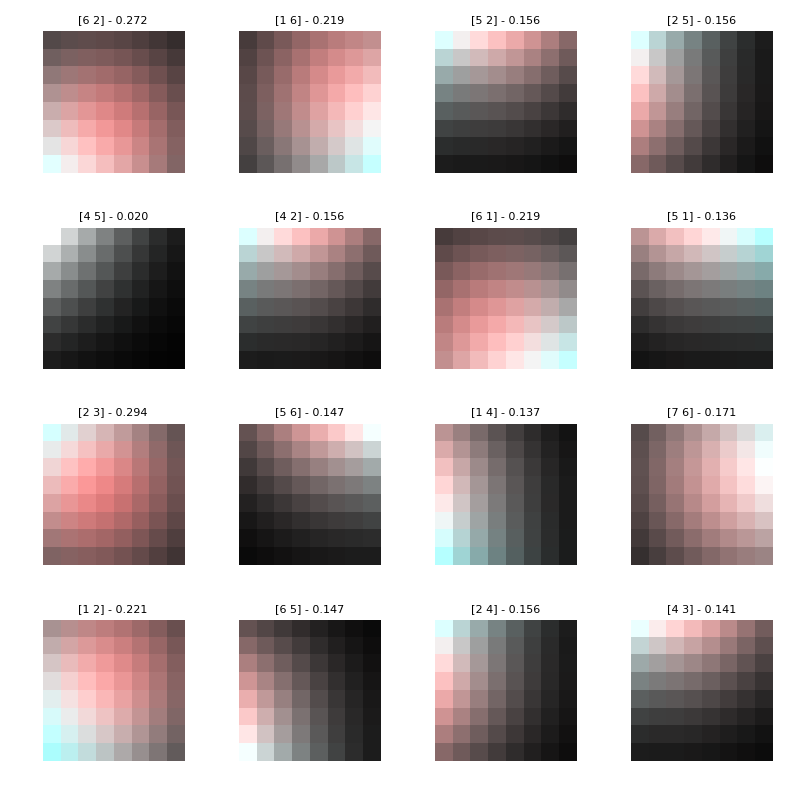 [6 2] - 0.272
[1 6] - 0.219
[5 2] - 0.156
[2 5] - 0.156
[4 5] - 0.020
[4 2] - 0.156
[6 1] - 0.219
[5 1] - 0.136
[2 3] - 0.294
[5 6] - 0.147
[1 4] - 0.137
[7 6] - 0.171
[1 2] - 0.221
[6 5] - 0.147
[2 4] - 0.156
[4 3] - 0.141